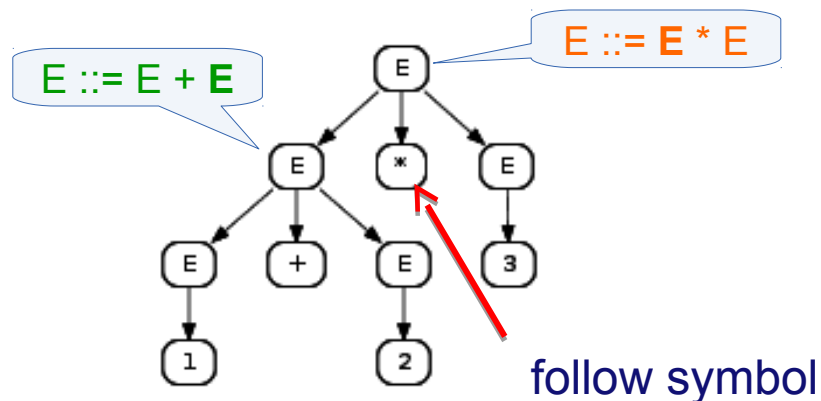 E ::= E * E
E ::= E + E
E
E * E
E + E 3
1 2
follow symbol